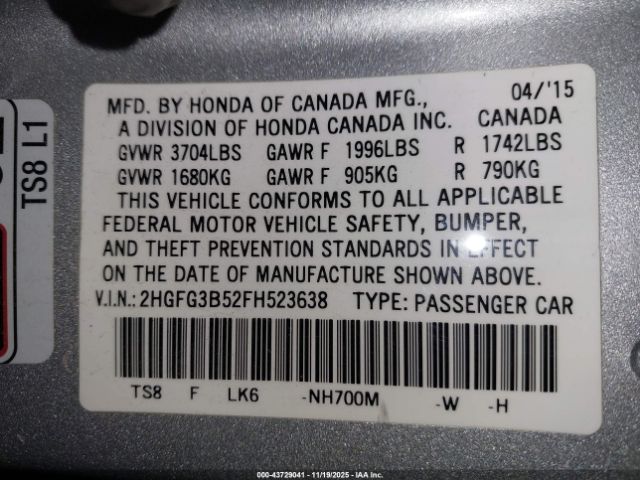 MFD. BY HONDA OF CANADA MFG., 04/'15
A DIVISION OF HONDA CANADA INC. CANADA
GVWR 3704LBS GAWR F 1996LBS R 1742LBS
GVWR 1680KG GAWR F 905KG R 790KG
THIS VEHICLE CONFORMS TO ALL APPLICABLE
FEDERAL MOTOR VEHICLE SAFETY, BUMPER,
AND THEFT PREVENTION STANDARDS IN EFFECT
ON THE DATE OF MANUFACTURE SHOWN ABOVE.
V.I.N.: 2HGFG3B52FH523638 TYPE: PASSENGER CAR
TS8 F LK6 -NH700M -W -H
TS8 L1
000-43729041 - 11/19/2025 - IAA Inc.